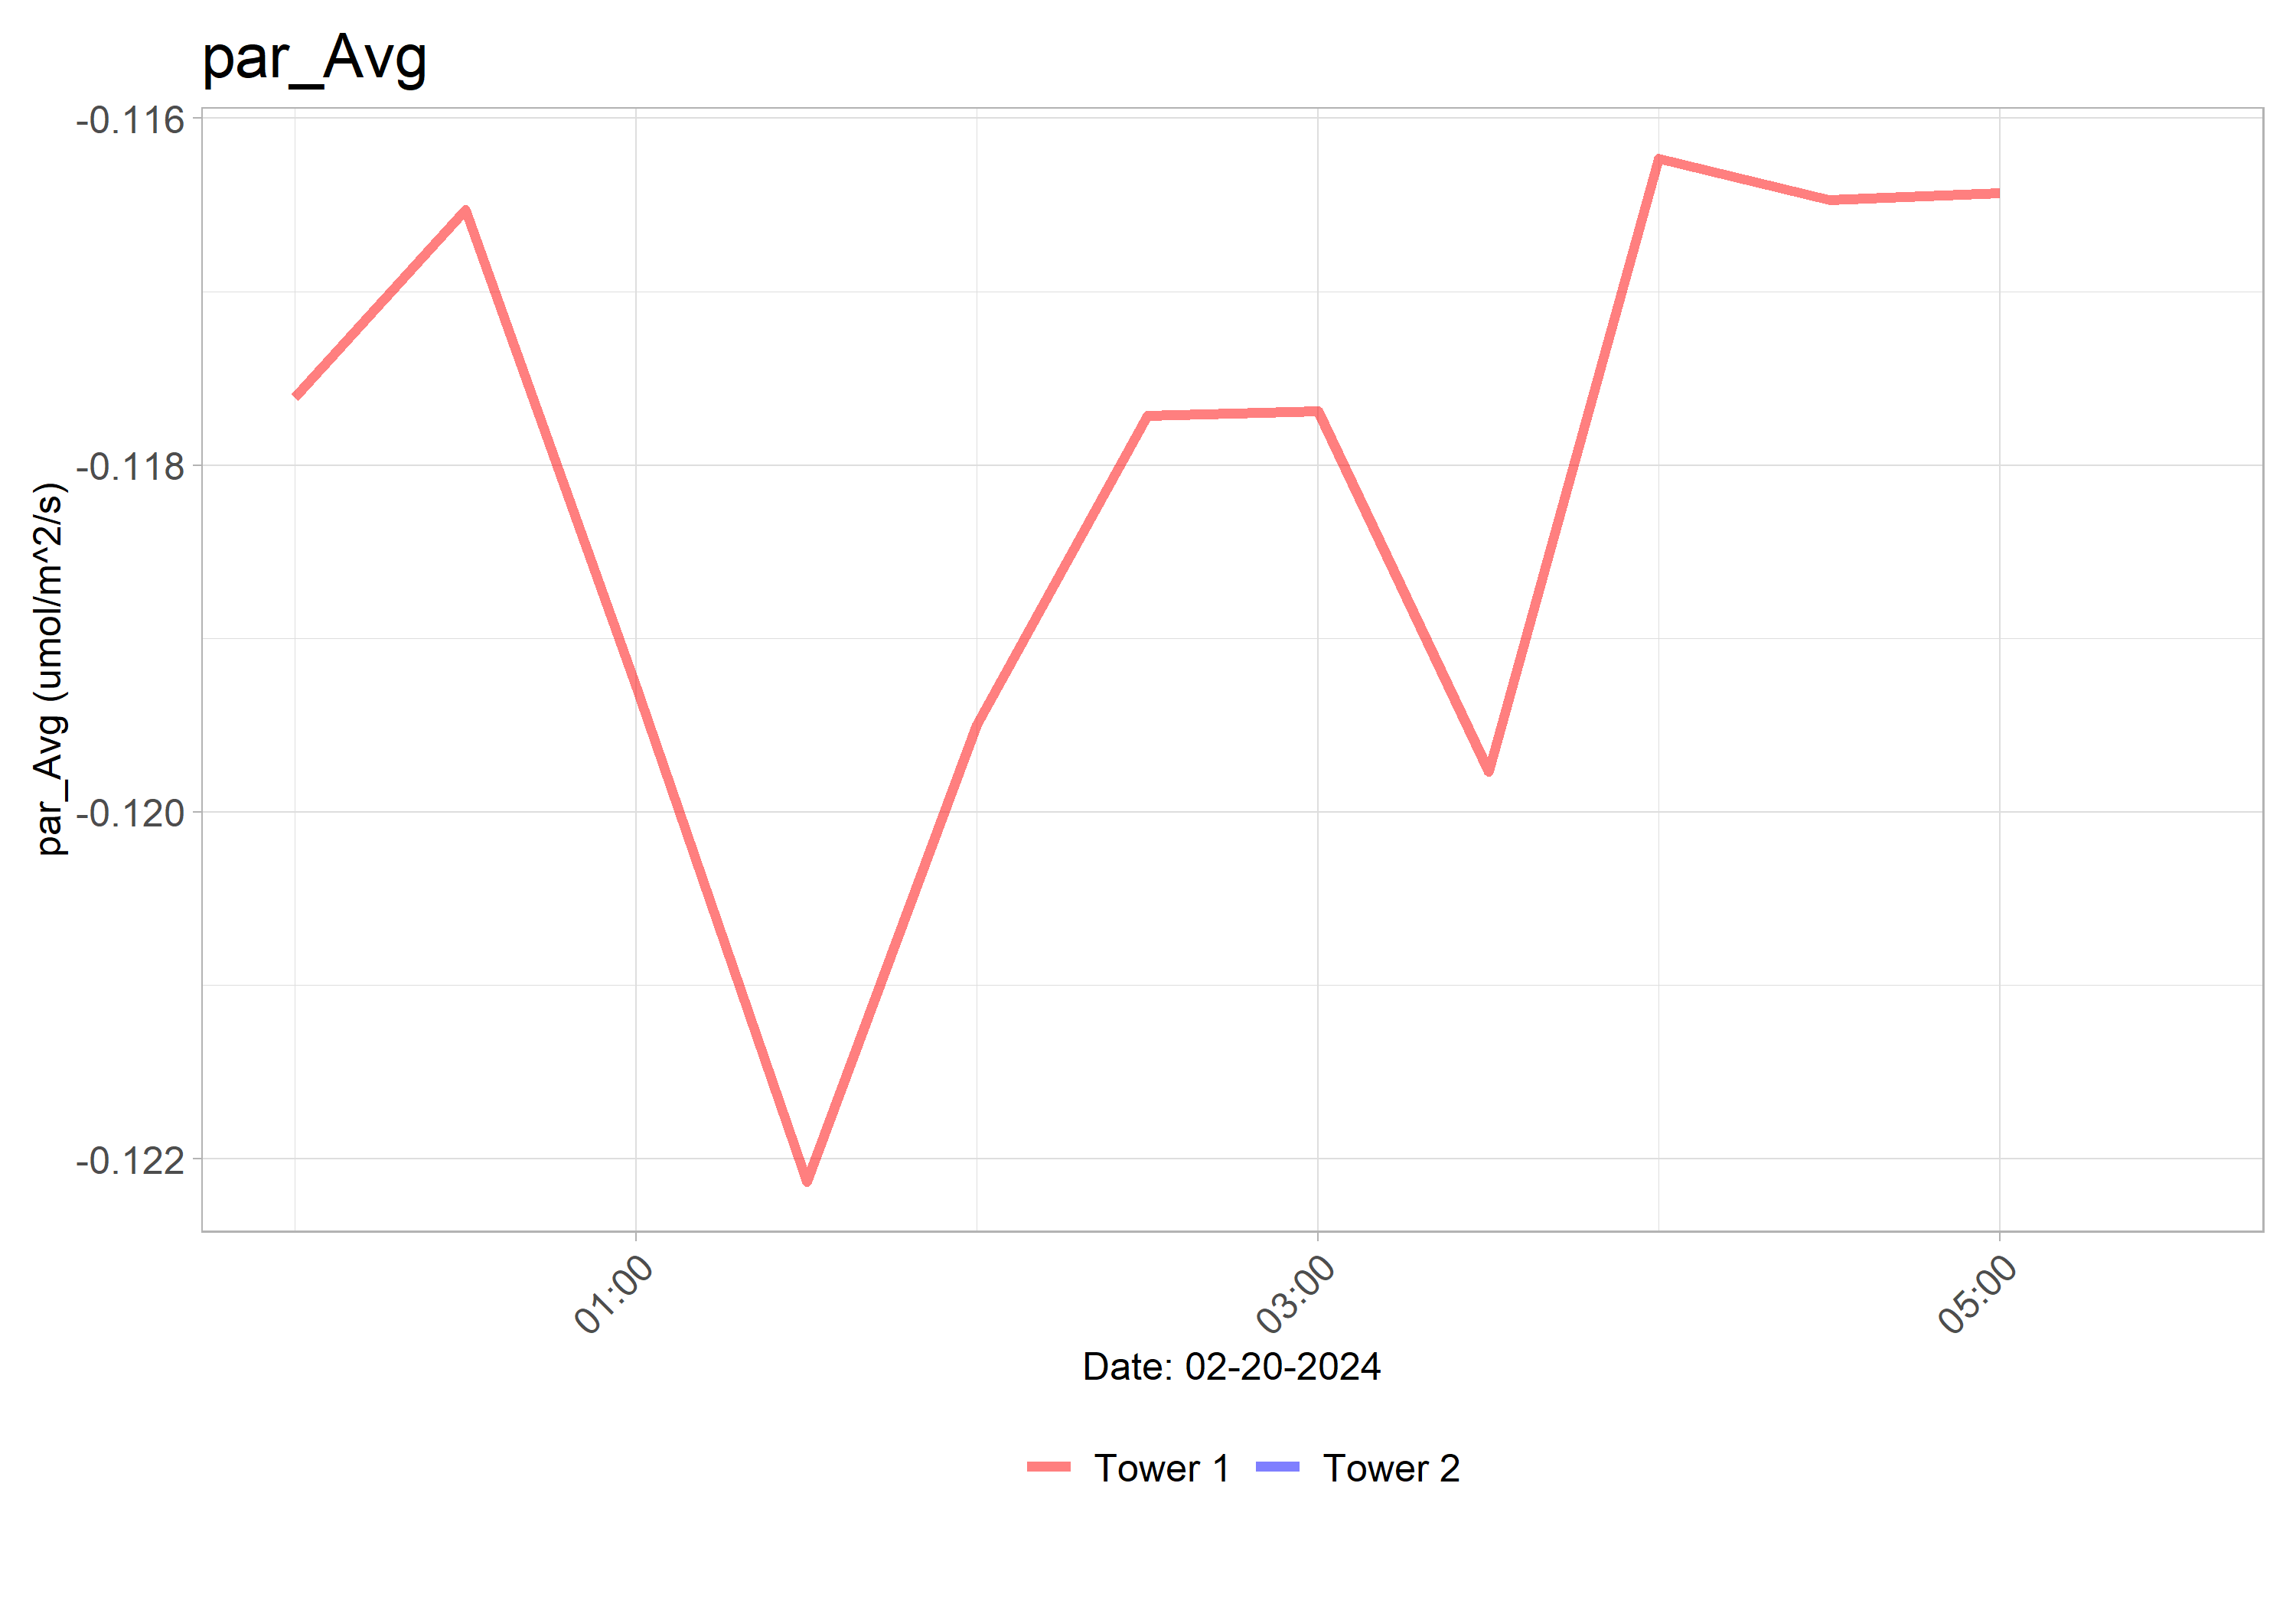 par_Avg
-0.116
-0.118
-0.120
-0.122
par_Avg (umol/m^2/s)
01:00
03:00
05:00
Date: 02-20-2024
Tower 1
Tower 2